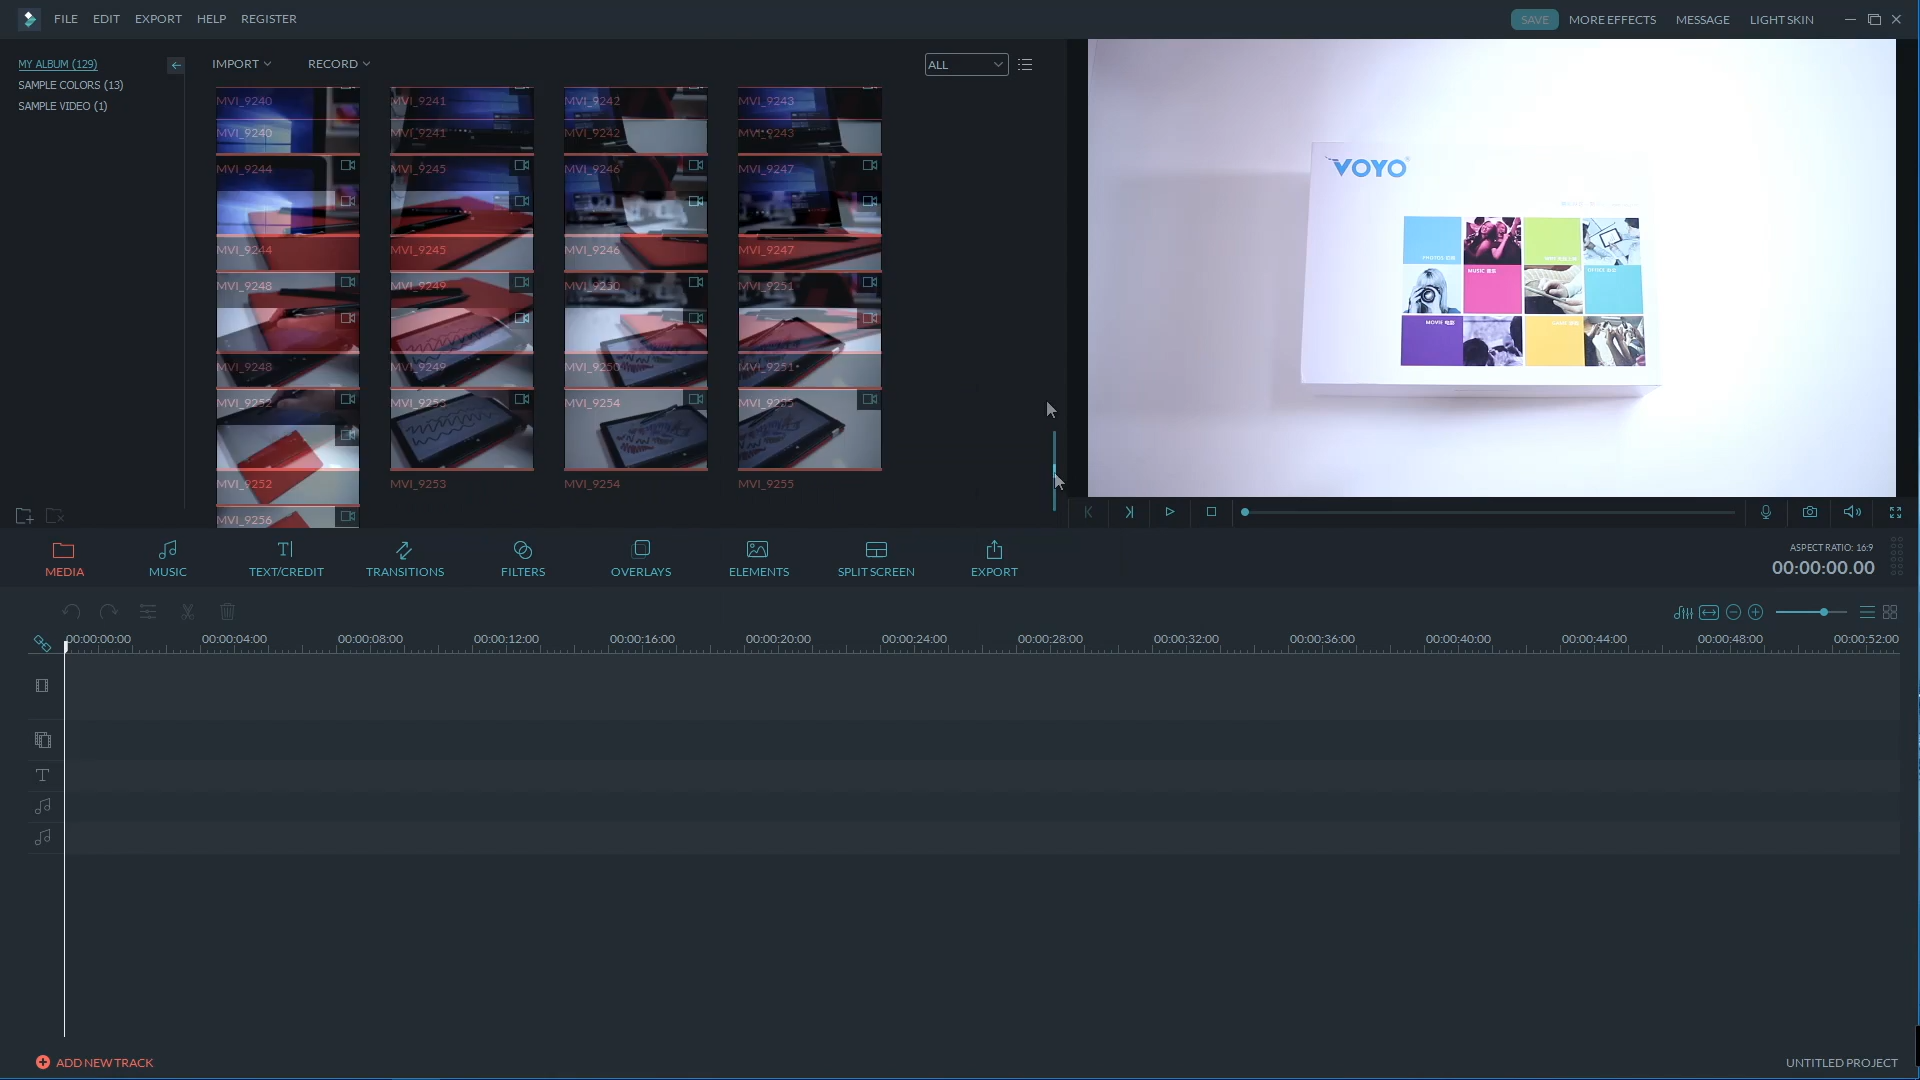 FILE EDIT EXPORT HELP REGISTER
SAVE MORE EFFECTS MESSAGE LIGHT SKIN
MY ALBUM (129)
SAMPLE COLORS (13)
SAMPLE VIDEO (1)
IMPORT RECORD ALL
MVI_9240 MVI_9241 MVI_9242 MVI_9243
MVI_9240 MVI_9241 MVI_9242 MVI_9243
MVI_9244 MVI_9245 MVI_9246 MVI_9247
MVI_9244 MVI_9245 MVI_9246 MVI_9247
MVI_9248 MVI_9249 MVI_9250 MVI_9251
MVI_9248 MVI_9249 MVI_9250 MVI_9251
MVI_9252 MVI_9253 MVI_9254 MVI_9255
MVI_9252 MVI_9253 MVI_9254 MVI_9255
MVI_9256
VOYO
PHOTOS
MUSIC 音乐
OFFICE
MOVIE 电影
MEDIA MUSIC TEXT/CREDIT TRANSITIONS FILTERS OVERLAYS ELEMENTS SPLIT SCREEN EXPORT
ASPECT RATIO: 16:9
00:00:00.00
00:00:00:00 00:00:04:00 00:00:08:00 00:00:12:00 00:00:16:00 00:00:20:00 00:00:24:00 00:00:28:00 00:00:32:00 00:00:36:00 00:00:40:00 00:00:44:00 00:00:48:00 00:00:52:00
ADD NEW TRACK
UNTITLED PROJECT